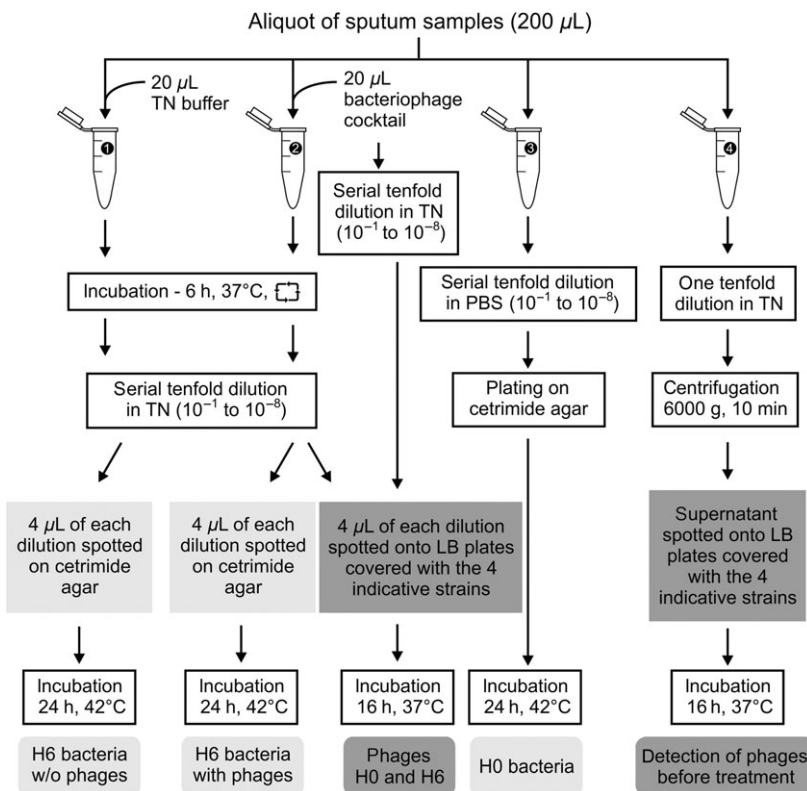 Aliquot of sputum samples (200 µL)
20 µL
TN buffer
20 µL
bacteriophage
cocktail
1
2
3
4
Serial tenfold
dilution in TN
(10⁻¹ to 10⁻⁸)
Incubation - 6 h, 37°C,
Serial tenfold dilution
in PBS (10⁻¹ to 10⁻⁸)
One tenfold
dilution in TN
Serial tenfold dilution
in TN (10⁻¹ to 10⁻⁸)
Plating on
cetrimide agar
Centrifugation
6000 g, 10 min
4 µL of each
dilution spotted
on cetrimide
agar
4 µL of each
dilution spotted
on cetrimide
agar
4 µL of each dilution
spotted onto LB plates
covered with the 4
indicative strains
Supernatant
spotted onto LB
plates covered
with the 4
indicative strains
Incubation
24 h, 42°C
Incubation
24 h, 42°C
Incubation
16 h, 37°C
Incubation
24 h, 42°C
Incubation
16 h, 37°C
H6 bacteria
w/o phages
H6 bacteria
with phages
Phages
H0 and H6
H0 bacteria
Detection of phages
before treatment